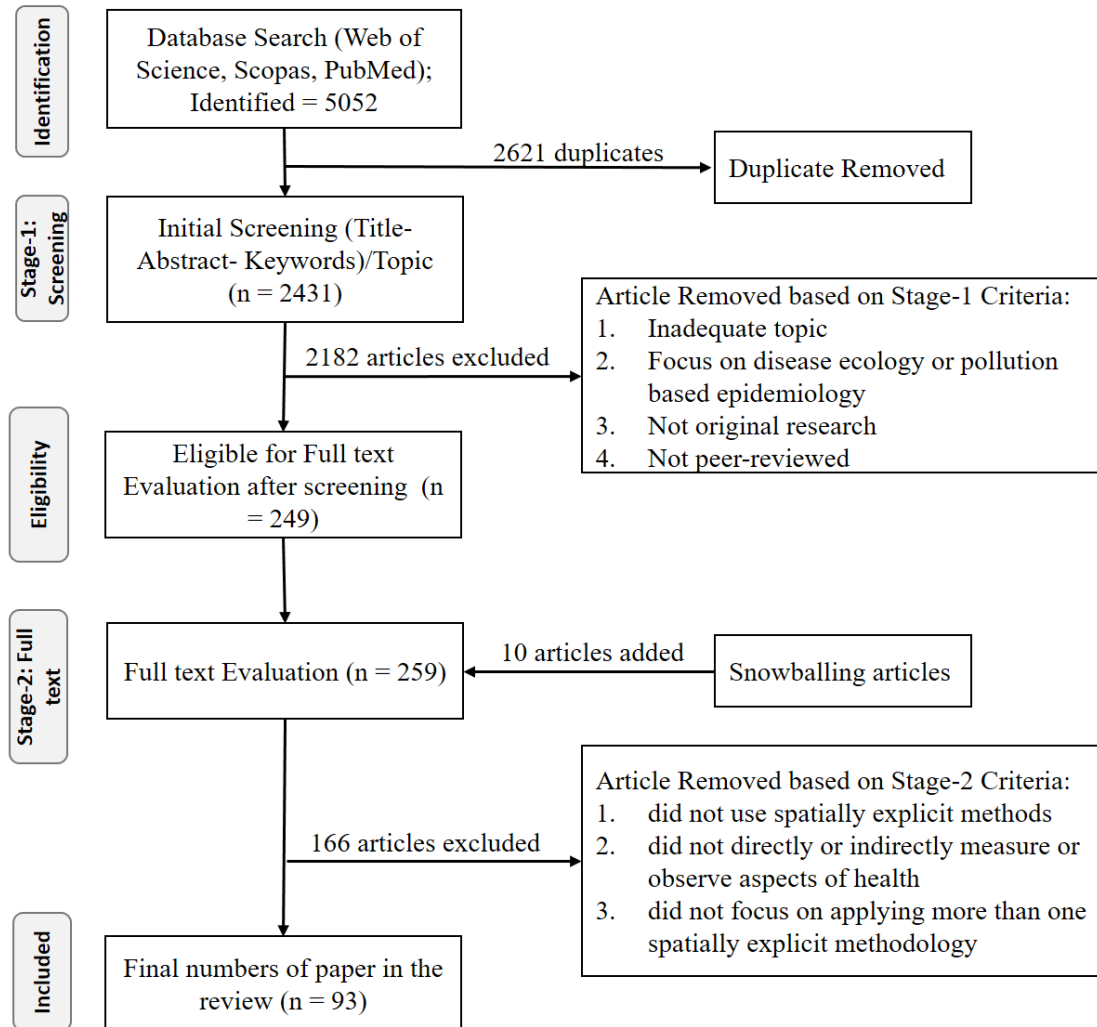 Identification
Database Search (Web of
Science, Scopas, PubMed);
Identified = 5052
2621 duplicates
Duplicate Removed
Stage-1:
Screening
Initial Screening (Title-
Abstract- Keywords)/Topic
(n = 2431)
2182 articles excluded
Article Removed based on Stage-1 Criteria:
1. Inadequate topic
2. Focus on disease ecology or pollution
based epidemiology
3. Not original research
4. Not peer-reviewed
Eligibility
Eligible for Full text
Evaluation after screening (n
= 249)
Stage-2: Full
text
Full text Evaluation (n = 259)
10 articles added
Snowballing articles
166 articles excluded
Article Removed based on Stage-2 Criteria:
1. did not use spatially explicit methods
2. did not directly or indirectly measure or
observe aspects of health
3. did not focus on applying more than one
spatially explicit methodology
Included
Final numbers of paper in the
review (n = 93)